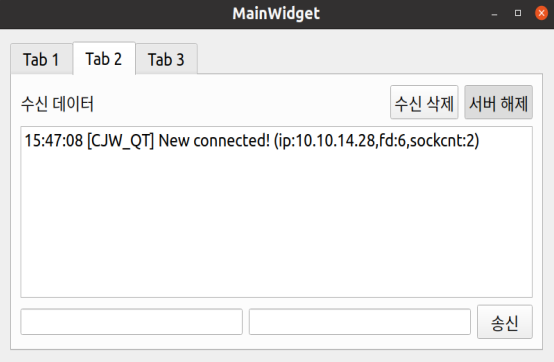 MainWidget
Tab 1
Tab 2
Tab 3
수신 데이터
수신 삭제
서버 해제
15:47:08 [CJW_QT] New connected! (ip:10.10.14.28,fd:6,sockcnt:2)
송신